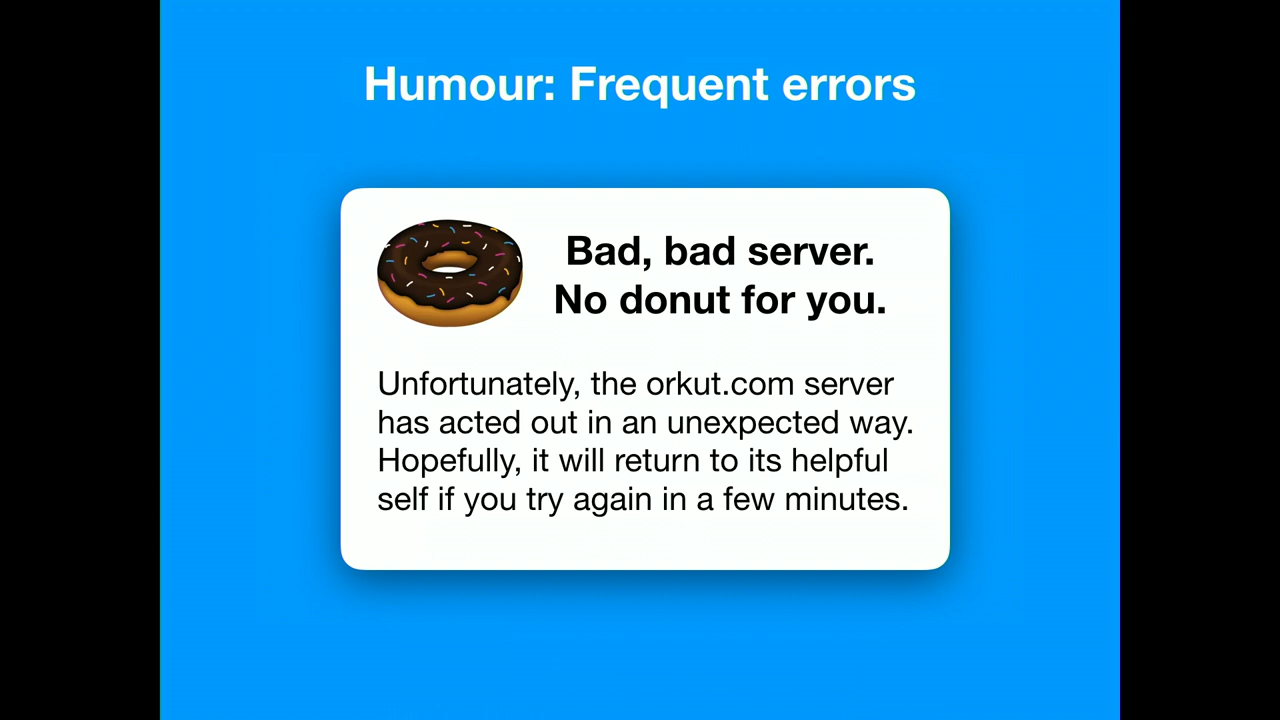 Humour: Frequent errors
Bad, bad server.
No donut for you.
Unfortunately, the orkut.com server
has acted out in an unexpected way.
Hopefully, it will return to its helpful
self if you try again in a few minutes.